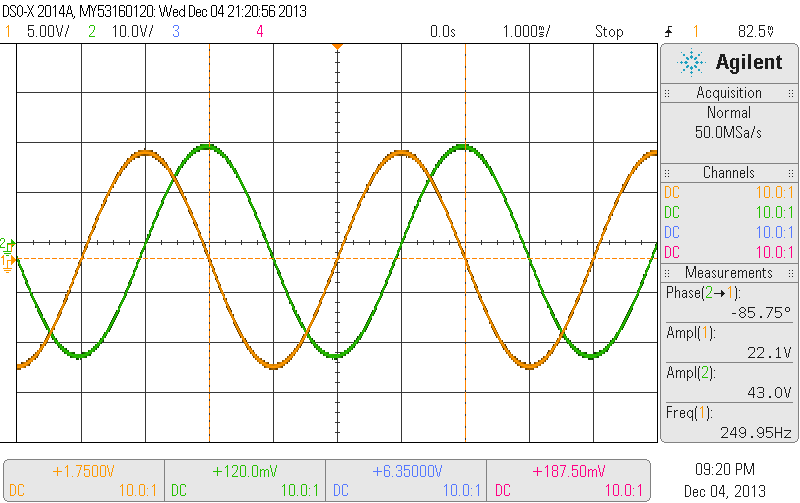 DSO-X 2014A, MY53160120: Wed Dec 04 21:20:56 2013
1 5.00V/ 2 10.0V/ 3 4 0.0s 1.000ms/ Stop 1 82.5mV
Agilent
Acquisition
Normal
50.0MSa/s
Channels
DC 10.0:1
DC 10.0:1
DC 10.0:1
DC 10.0:1
Measurements
Phase(2→1):
-85.75°
Ampl(1):
22.1V
Ampl(2):
43.0V
Freq(1):
249.95Hz
2
1
+1.7500V +120.0mV +6.35000V +187.50mV
DC 10.0:1 DC 10.0:1 DC 10.0:1 DC 10.0:1
09:20 PM
Dec 04, 2013